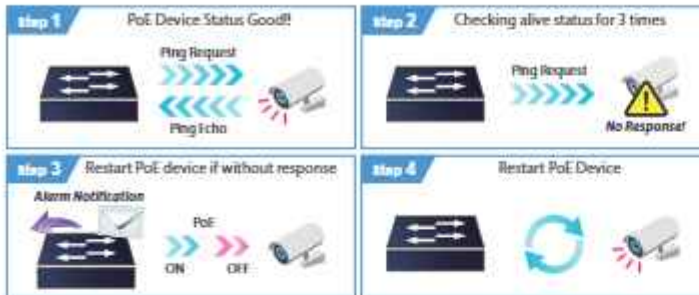 Step 1
PoE Device Status Good!!
Ping Request
Ping Echo
Step 2
Checking alive status for 3 times
Ping Request
No Response!
Step 3
Restart PoE device if without response
Alarm Notification
PoE
ON OFF
Step 4
Restart PoE Device